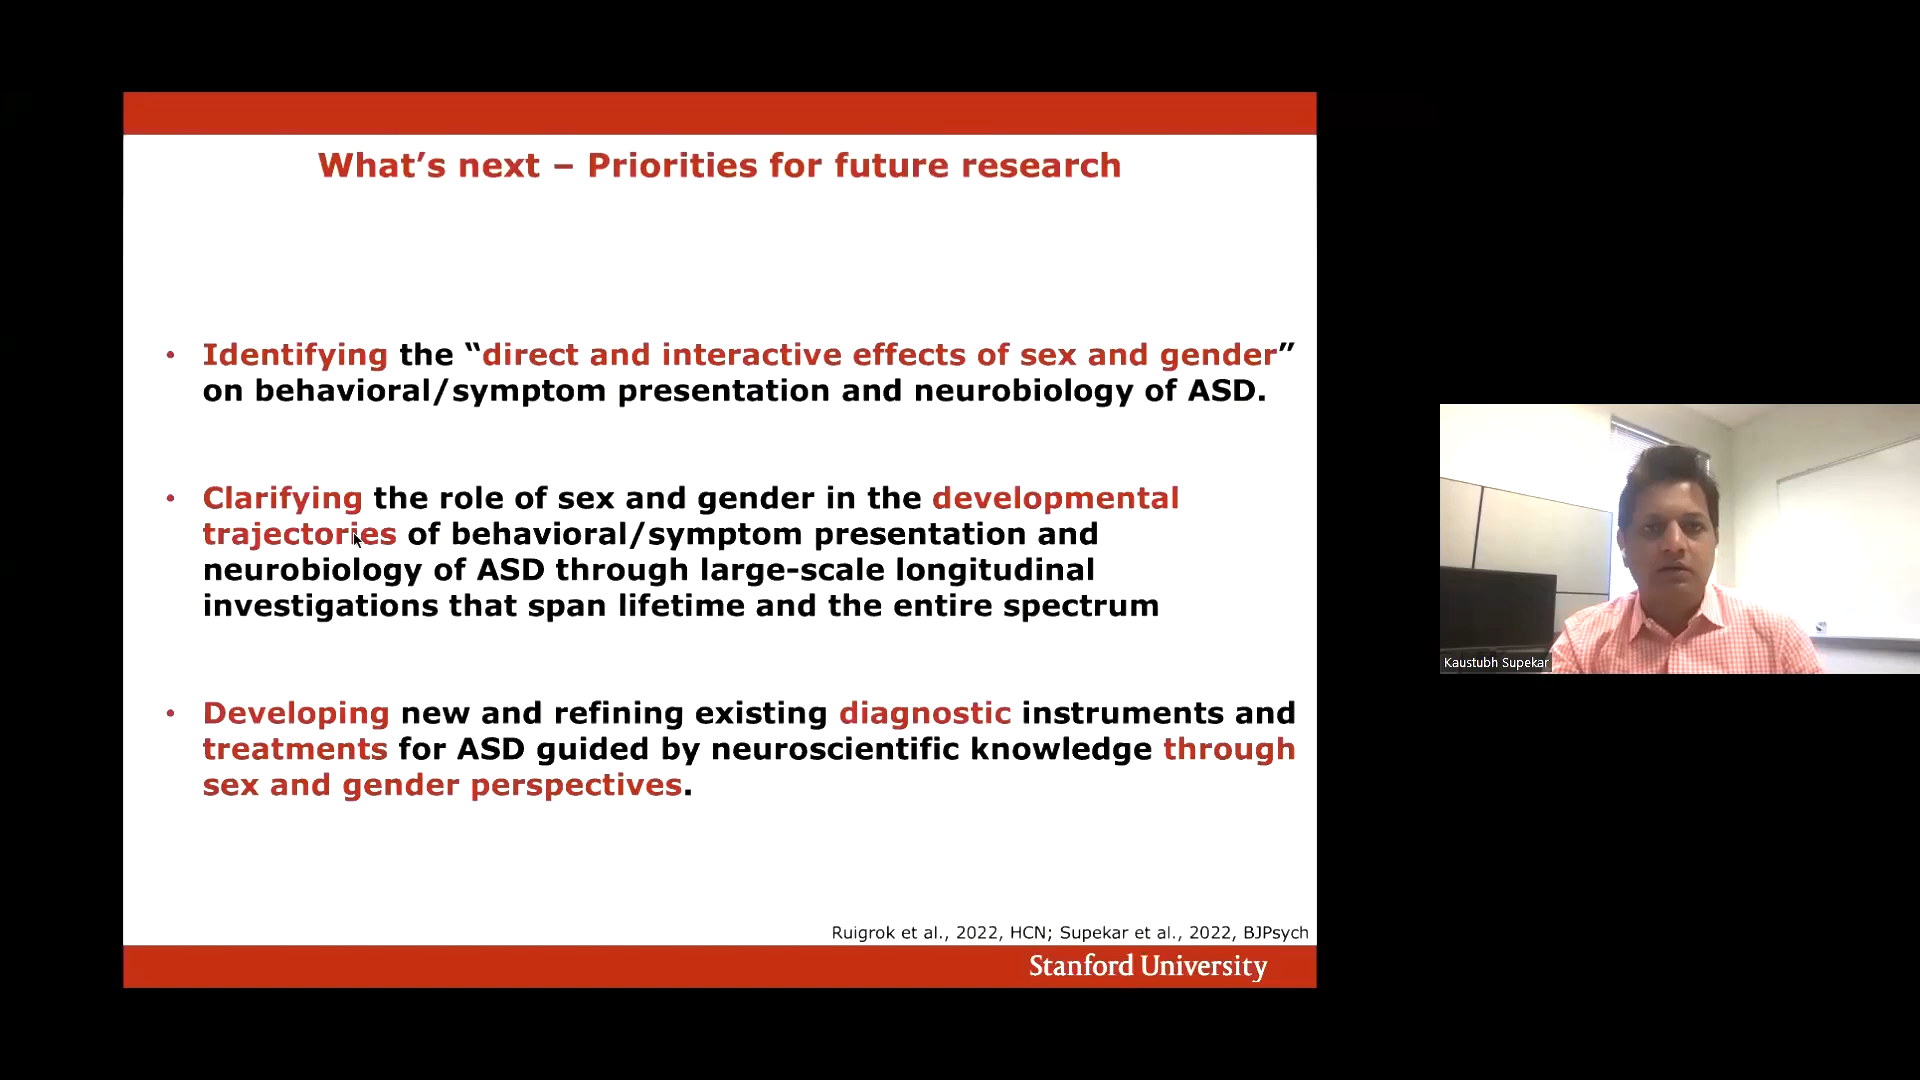 What’s next – Priorities for future research
• Identifying the “direct and interactive effects of sex and gender”
on behavioral/symptom presentation and neurobiology of ASD.
• Clarifying the role of sex and gender in the developmental
trajectories of behavioral/symptom presentation and
neurobiology of ASD through large-scale longitudinal
investigations that span lifetime and the entire spectrum
• Developing new and refining existing diagnostic instruments and
treatments for ASD guided by neuroscientific knowledge through
sex and gender perspectives.
Ruigrok et al., 2022, HCN; Supekar et al., 2022, BJPsych
Stanford University
Kaustubh Supekar